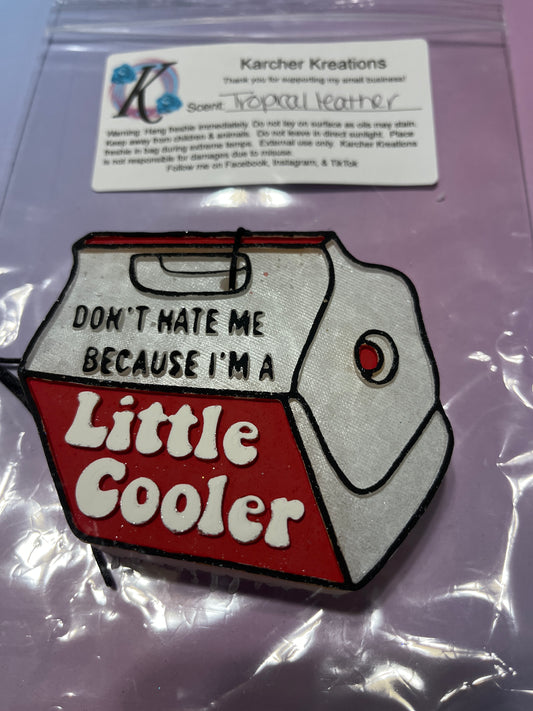 K
Karcher Kreations
Thank you for supporting my small business!
Scent: Tropical leather
Warning: Hang freshie immediately. Do not lay on surface as oils may stain.
Keep away from children & animals. Do not leave in direct sunlight. Place
freshie in bag during extreme temps. External use only. Karcher Kreations
is not responsible for damages due to misuse.
Follow me on Facebook, Instagram, & TikTok
DON'T HATE ME
BECAUSE I'M A
Little
Cooler